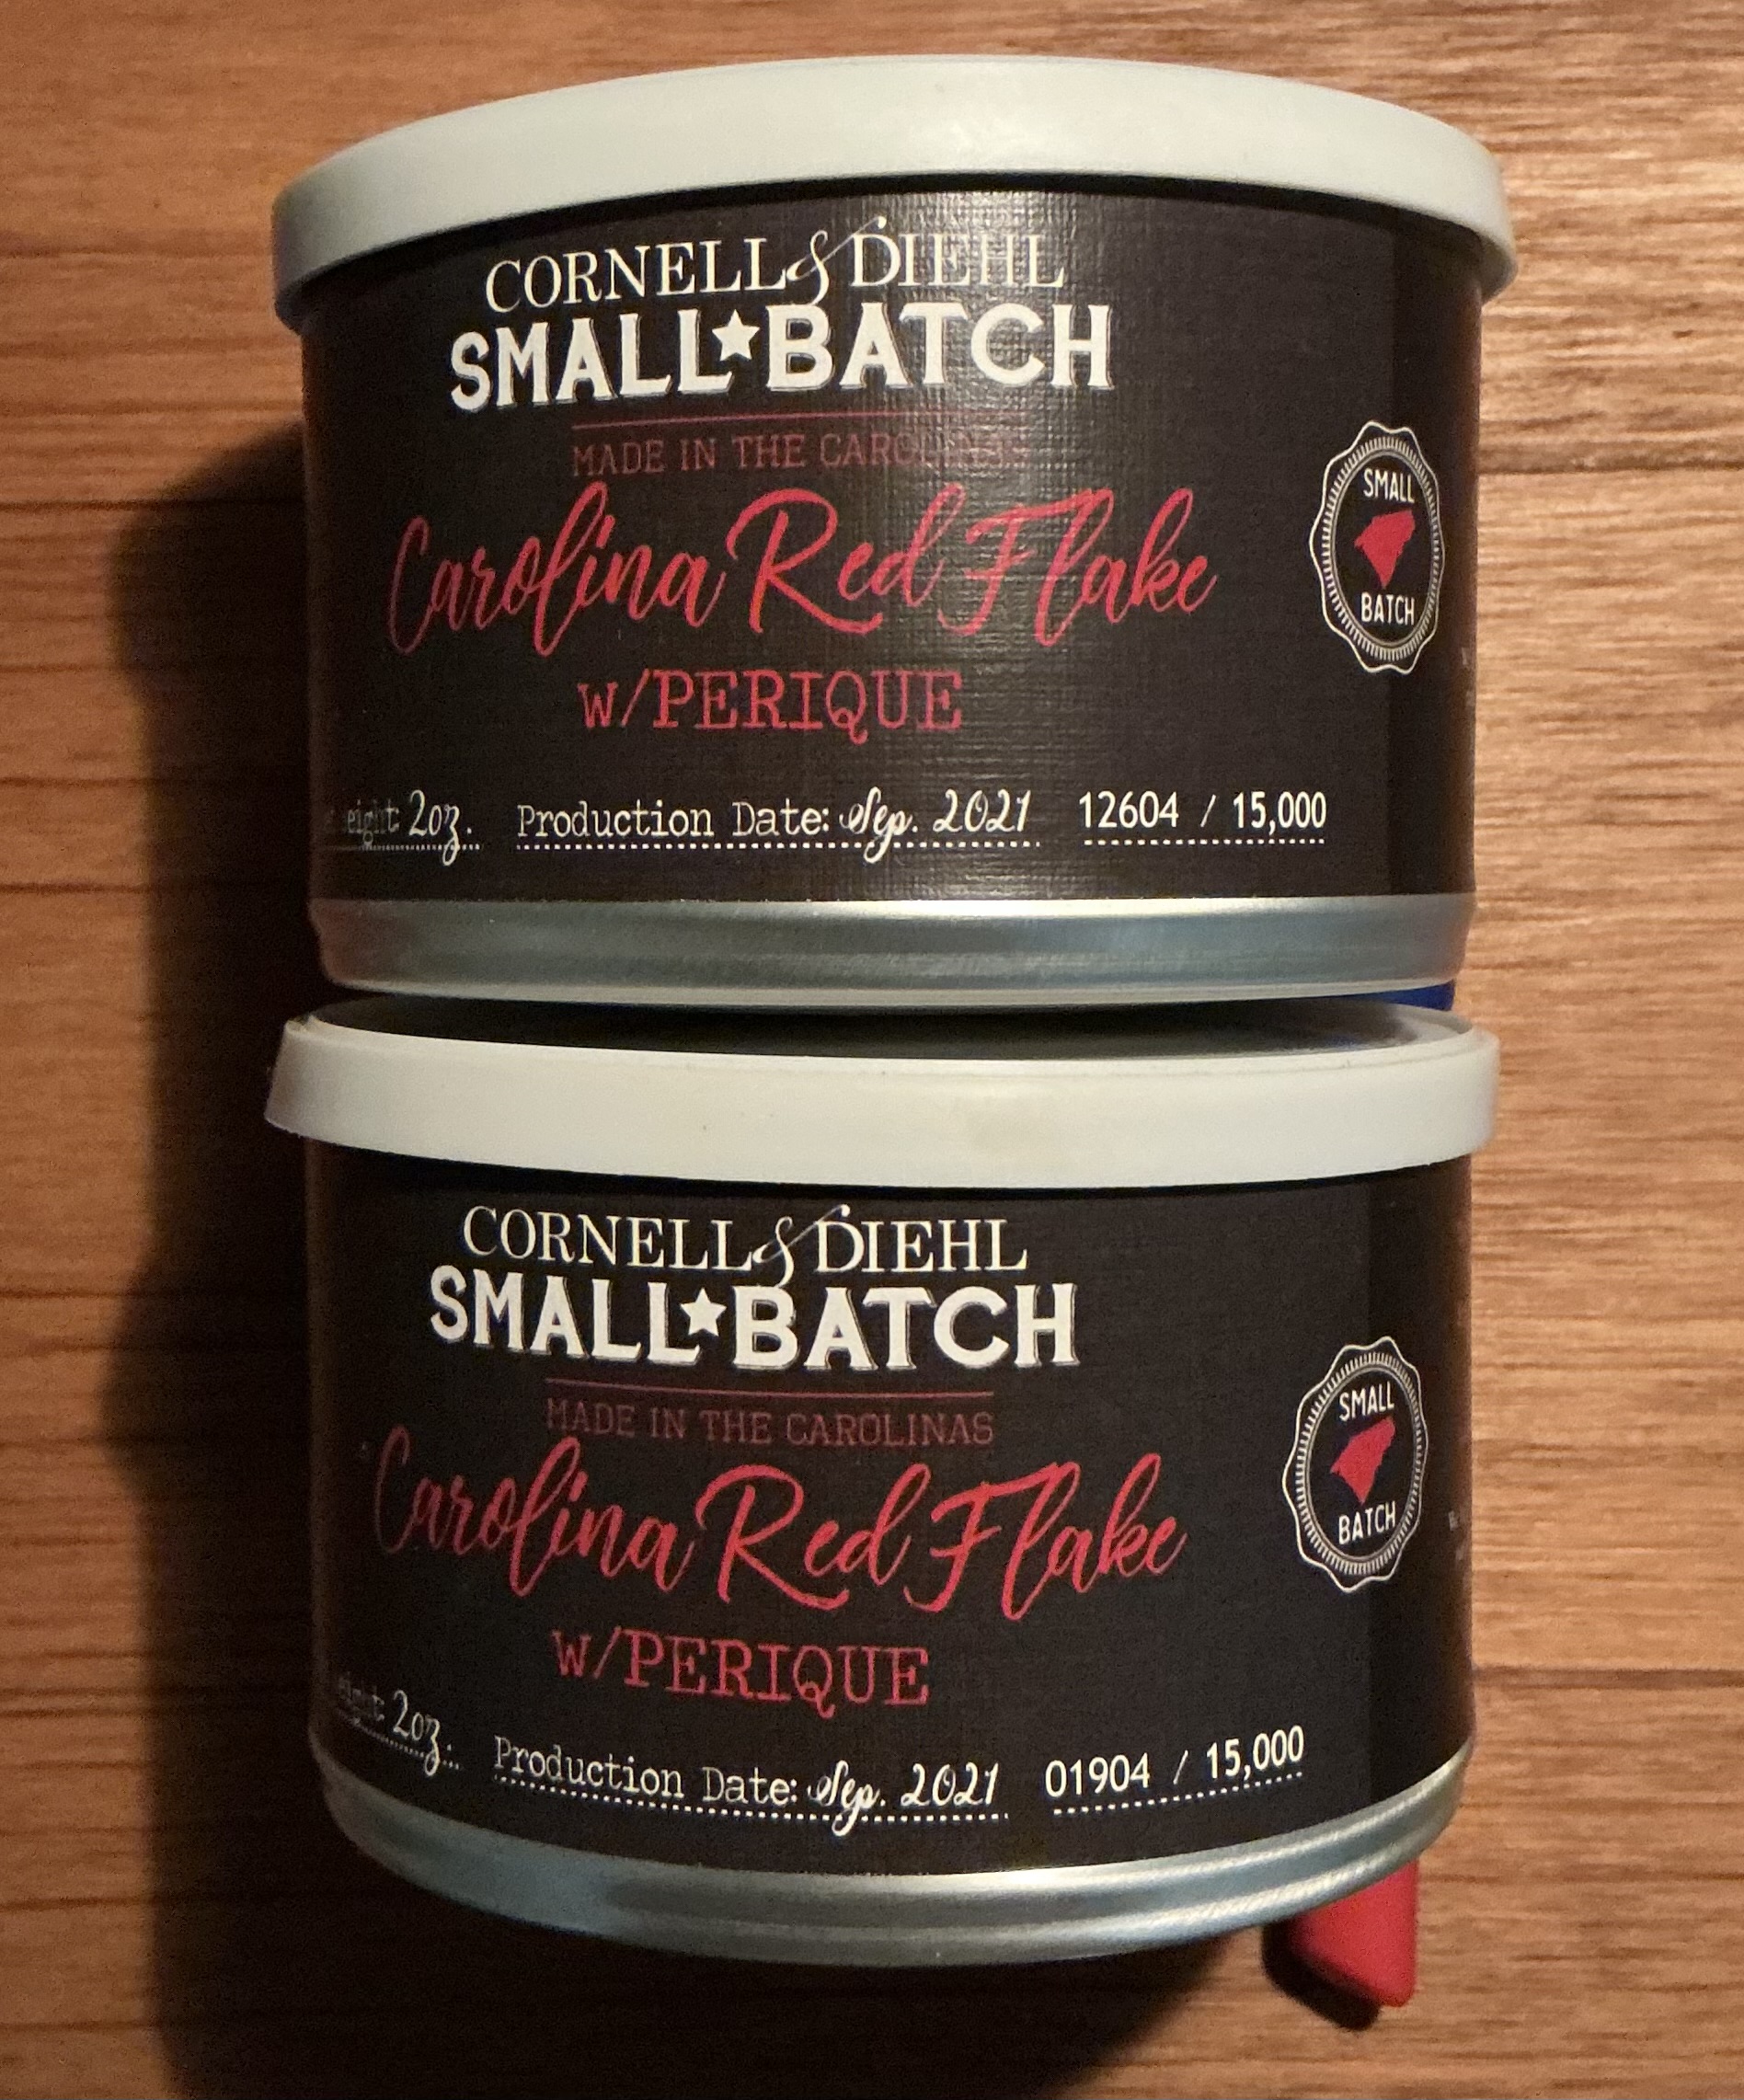 CORNELL & DIEHL
SMALL★BATCH
MADE IN THE CAROLINAS
Carolina Red Flake
w/PERIQUE
2oz. Production Date: Sep. 2021 12604 / 15,000
SMALL
BATCH
CORNELL & DIEHL
SMALL★BATCH
MADE IN THE CAROLINAS
Carolina Red Flake
w/PERIQUE
2oz. Production Date: Sep. 2021 01904 / 15,000
SMALL
BATCH